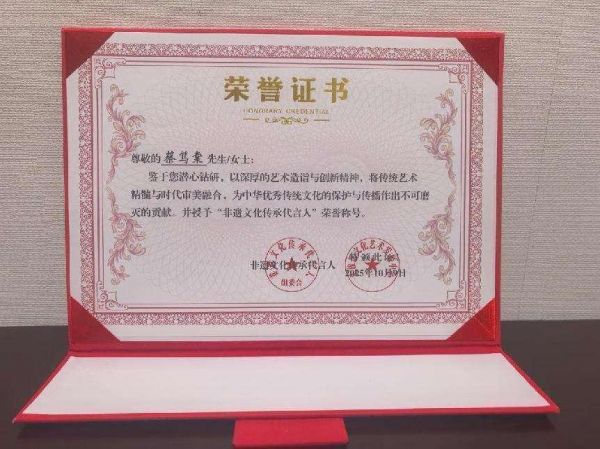 荣誉证书
HONORARY CREDENTIAL
尊敬的 蔡笃葉 先生/女士：
鉴于您潜心钻研，以深厚的艺术造诣与创新精神，将传统艺术
精髓与时代审美融合，为中华优秀传统文化的保护与传播作出不可磨
灭的贡献。并授予“非遗文化传承代言人”荣誉称号。
非遗文化传承代言人
组委会
特颁此证
2025年10月9日